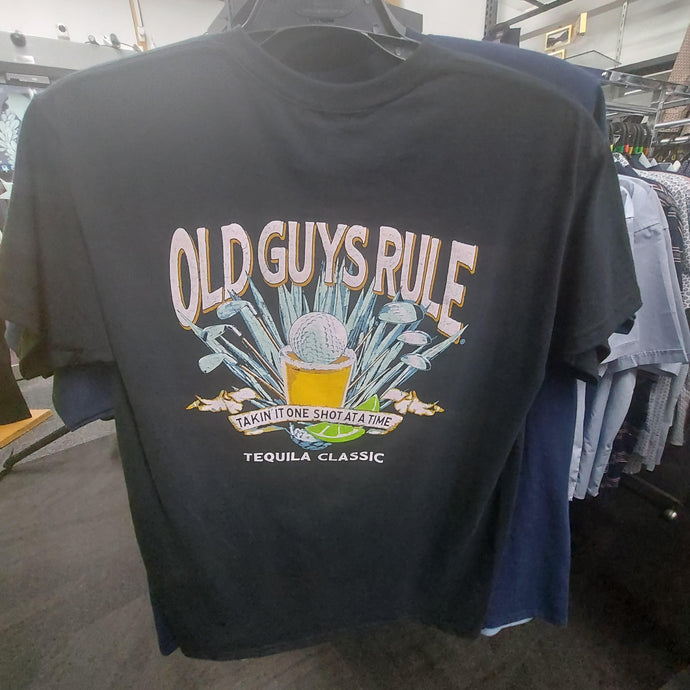 OLD GUYS RULE
TAKIN IT ONE SHOT AT A TIME
TEQUILA CLASSIC